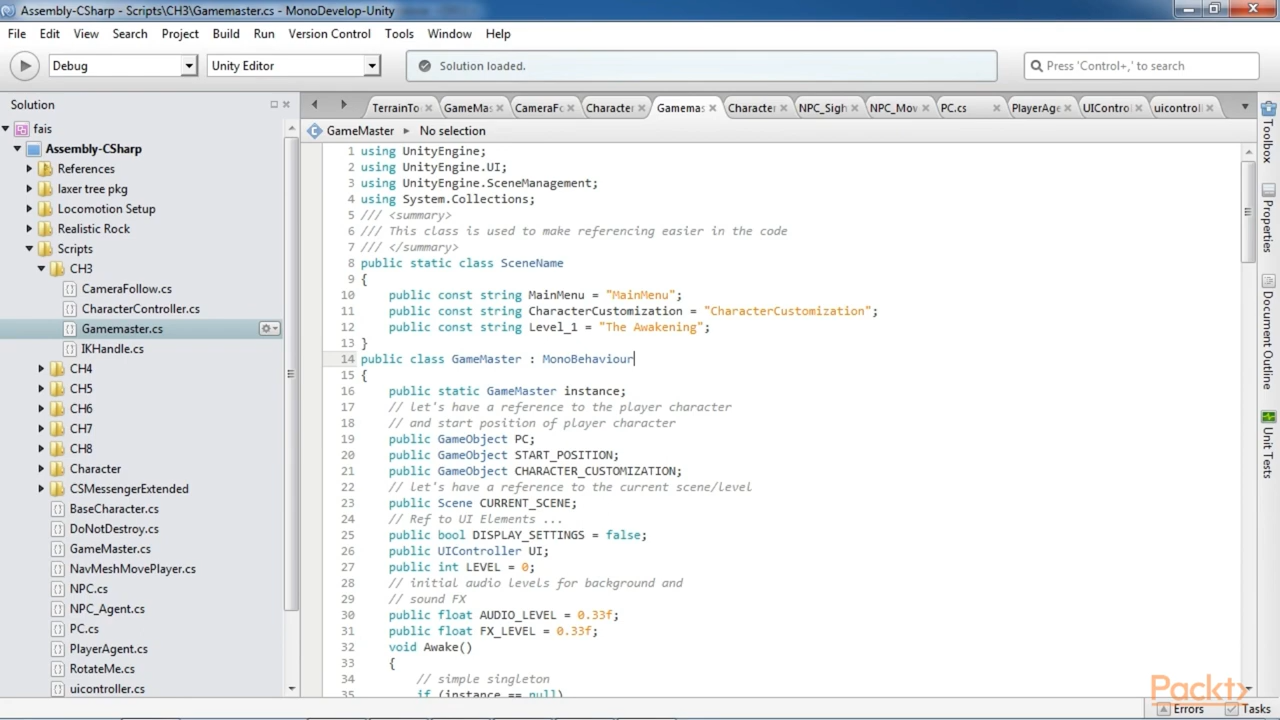 Assembly-CSharp - Scripts\CH3\Gamemaster.cs - MonoDevelop-Unity
File Edit View Search Project Build Run Version Control Tools Window Help
Debug Unity Editor Solution loaded. Press 'Control+,' to search
Solution
TerrainTo GameMas CameraFo Character Gamemas Character NPC_Sigh NPC_Mov PC.cs PlayerAge UIContro uicontroll
GameMaster No selection
fais
Assembly-CSharp
References
laxer tree pkg
Locomotion Setup
Realistic Rock
Scripts
CH3
CameraFollow.cs
CharacterController.cs
Gamemaster.cs
IKHandle.cs
CH4
CH5
CH6
CH7
CH8
Character
CSMessengerExtended
BaseCharacter.cs
DoNotDestroy.cs
GameMaster.cs
NavMeshMovePlayer.cs
NPC.cs
NPC_Agent.cs
PC.cs
PlayerAgent.cs
RotateMe.cs
uicontroller.cs
1 using UnityEngine;
2 using UnityEngine.UI;
3 using UnityEngine.SceneManagement;
4 using System.Collections;
5 /// <summary>
6 /// This class is used to make referencing easier in the code
7 /// </summary>
8 public static class SceneName
9 {
10 public const string MainMenu = "MainMenu";
11 public const string CharacterCustomization = "CharacterCustomization";
12 public const string Level_1 = "The Awakening";
13 }
14 public class GameMaster : MonoBehaviour
15 {
16 public static GameMaster instance;
17 // let's have a reference to the player character
18 // and start position of player character
19 public GameObject PC;
20 public GameObject START_POSITION;
21 public GameObject CHARACTER_CUSTOMIZATION;
22 // let's have a reference to the current scene/level
23 public Scene CURRENT_SCENE;
24 // Ref to UI Elements ...
25 public bool DISPLAY_SETTINGS = false;
26 public UIController UI;
27 public int LEVEL = 0;
28 // initial audio levels for background and
29 // sound FX
30 public float AUDIO_LEVEL = 0.33f;
31 public float FX_LEVEL = 0.33f;
32 void Awake()
33 {
34 // simple singleton
35 if (instance == null)
Toolbox
Properties
Document Outline
Unit Tests
Packt
Errors Tasks